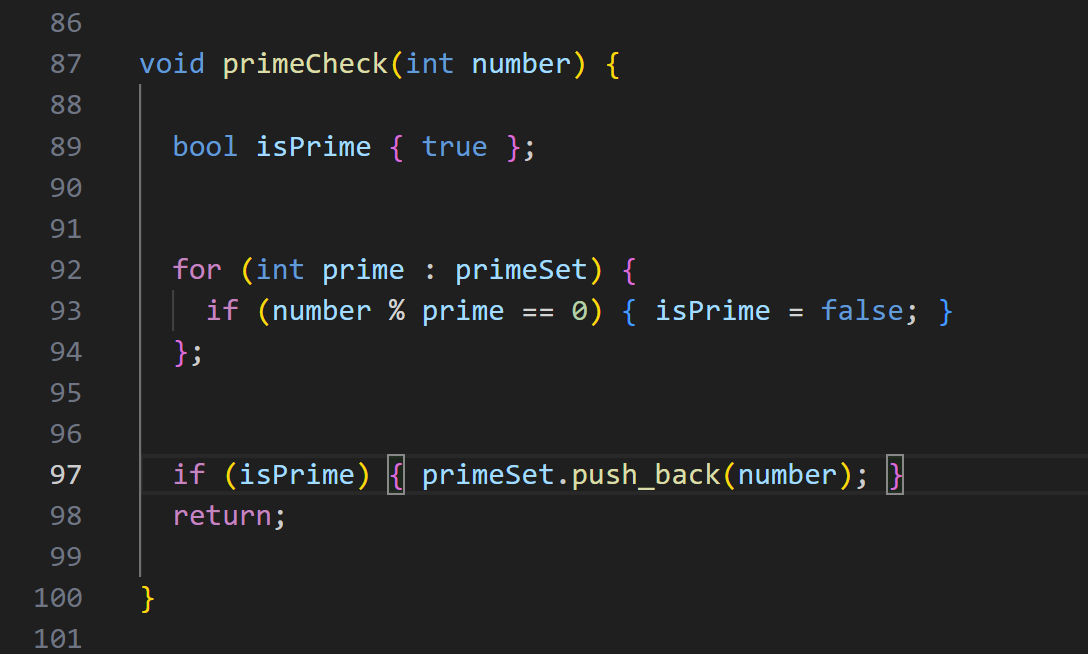 86
87 void primeCheck(int number) {
88
89 bool isPrime { true };
90
91
92 for (int prime : primeSet) {
93 if (number % prime == 0) { isPrime = false; }
94 };
95
96
97 if (isPrime) { primeSet.push_back(number); }
98 return;
99
100 }
101